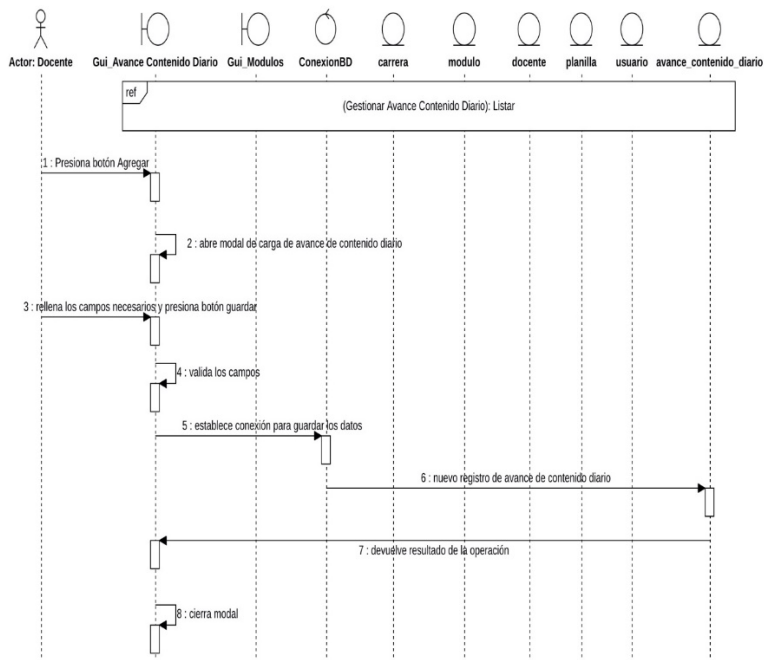 Actor: Docente
Gui_Avance Contenido Diario
Gui_Modulos
ConexionBD
carrera
modulo
docente
planilla
usuario
avance_contenido_diario
ref
(Gestionar Avance Contenido Diario): Listar
1 : Presiona botón Agregar
2 : abre modal de carga de avance de contenido diario
3 : rellena los campos necesarios y presiona botón guardar
4 : valida los campos
5 : establece conexión para guardar los datos
6 : nuevo registro de avance de contenido diario
7 : devuelve resultado de la operación
8 : cierra modal